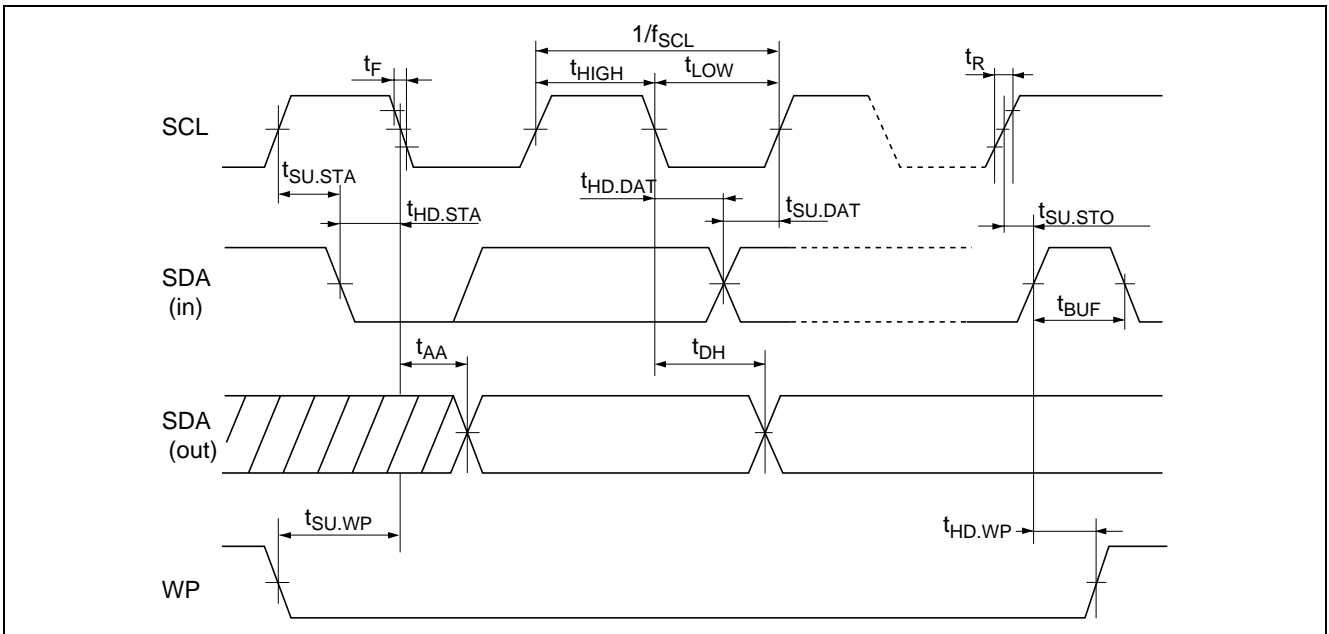 1/fSCL
tF
tHIGH
tLOW
tR
SCL
tSU.STA
tHD.STA
tHD.DAT
tSU.DAT
tSU.STO
SDA
(in)
tBUF
tAA
tDH
SDA
(out)
tSU.WP
tHD.WP
WP